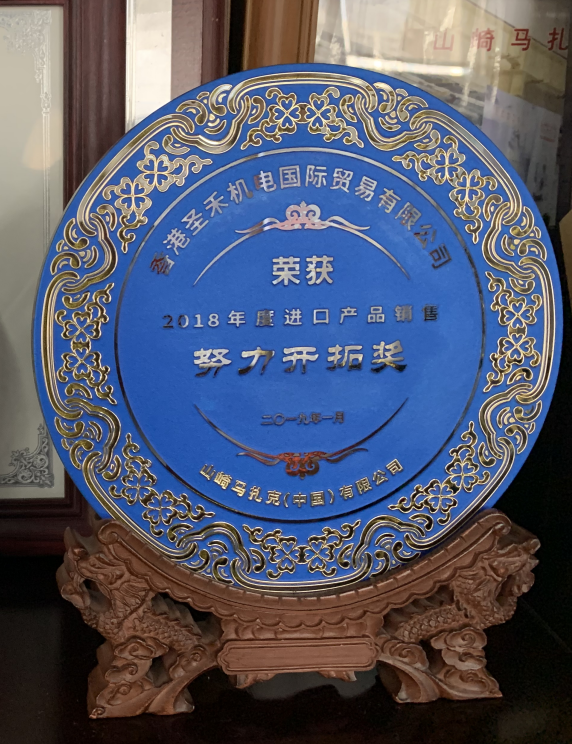 山崎马扎
香港圣禾机电国际贸易有限公司
荣获
2018年度进口产品销售
努力开拓奖
二〇一九年一月
山崎马扎克(中国)有限公司